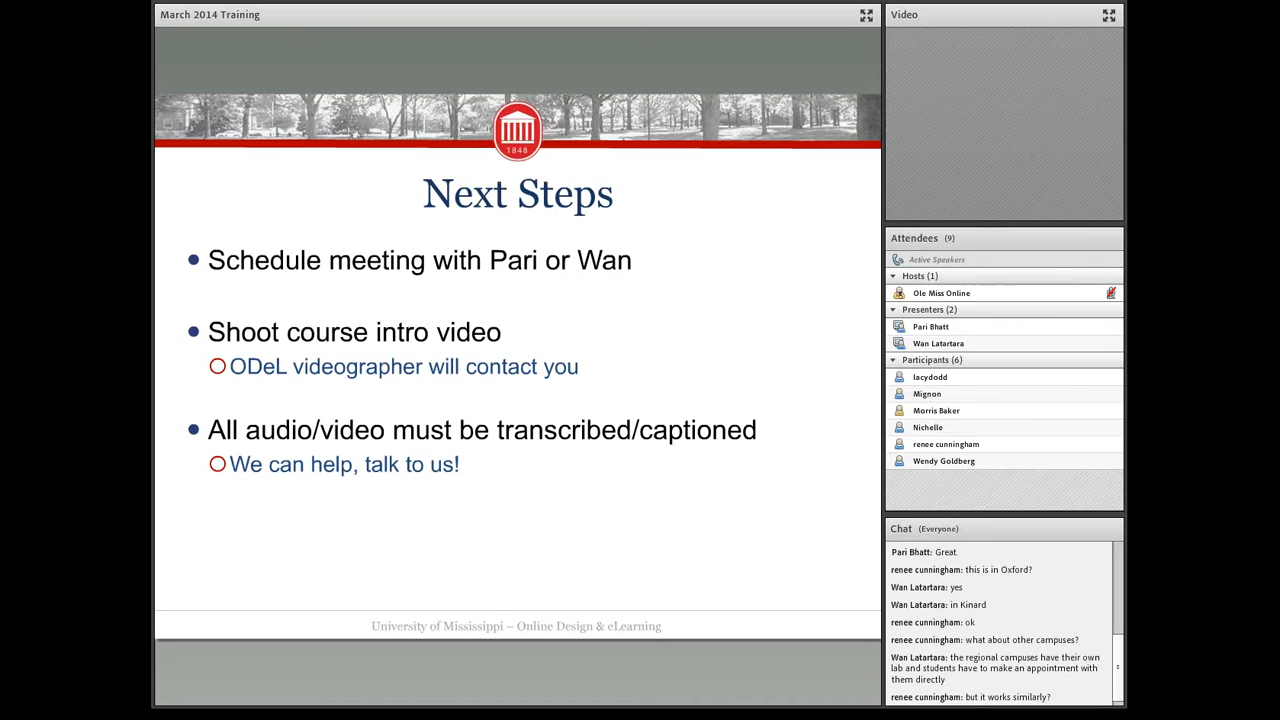 March 2014 Training
1848
Next Steps
Schedule meeting with Pari or Wan
Shoot course intro video
ODeL videographer will contact you
All audio/video must be transcribed/captioned
We can help, talk to us!
University of Mississippi – Online Design & eLearning
Video
Attendees (9)
Active Speakers
Hosts (1)
Ole Miss Online
Presenters (2)
Pari Bhatt
Wan Latartara
Participants (6)
lacydodd
Mignon
Morris Baker
Nichelle
renee cunningham
Wendy Goldberg
Chat (Everyone)
Pari Bhatt: Great.
renee cunningham: this is in Oxford?
Wan Latartara: yes
Wan Latartara: in Kinard
renee cunningham: ok
renee cunningham: what about other campuses?
Wan Latartara: the regional campuses have their own
lab and students have to make an appointment with
them directly
renee cunningham: but it works similarly?